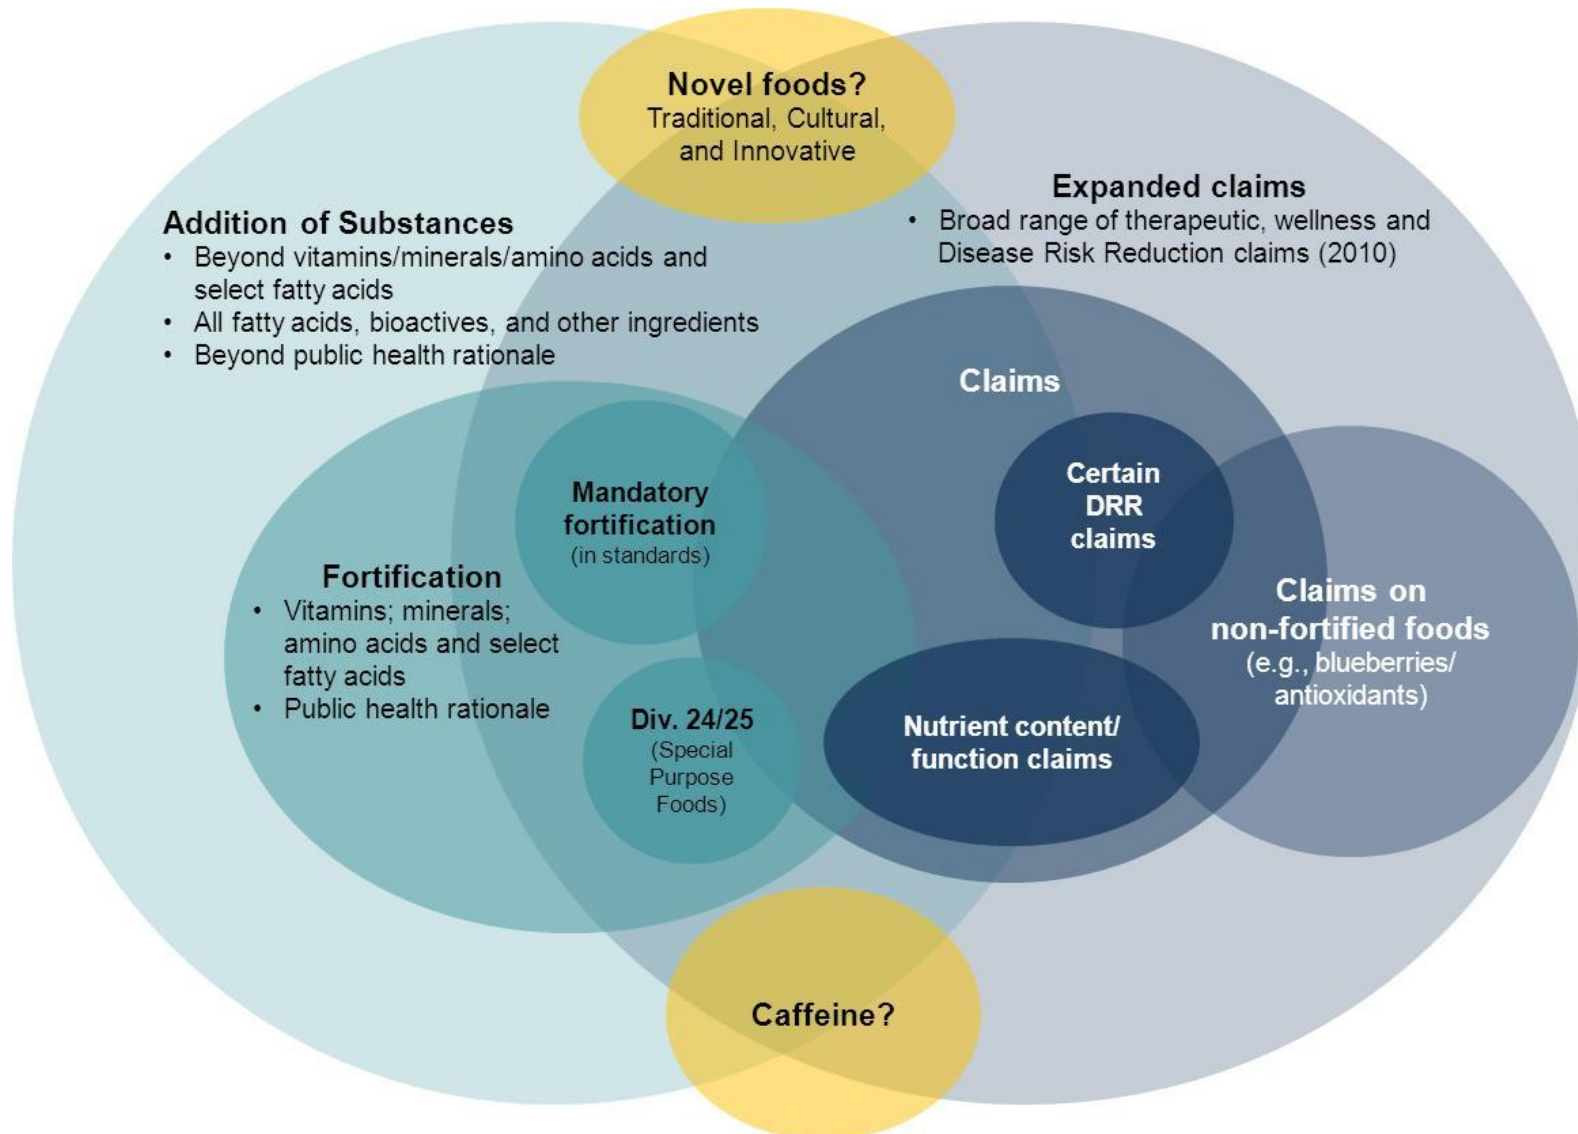 Novel foods?
Traditional, Cultural,
and Innovative
Addition of Substances
• Beyond vitamins/minerals/amino acids and
select fatty acids
• All fatty acids, bioactives, and other ingredients
• Beyond public health rationale
Expanded claims
• Broad range of therapeutic, wellness and
Disease Risk Reduction claims (2010)
Claims
Mandatory
fortification
(in standards)
Certain
DRR
claims
Fortification
• Vitamins; minerals;
amino acids and select
fatty acids
• Public health rationale
Claims on
non-fortified foods
(e.g., blueberries/
antioxidants)
Div. 24/25
(Special
Purpose
Foods)
Nutrient content/
function claims
Caffeine?